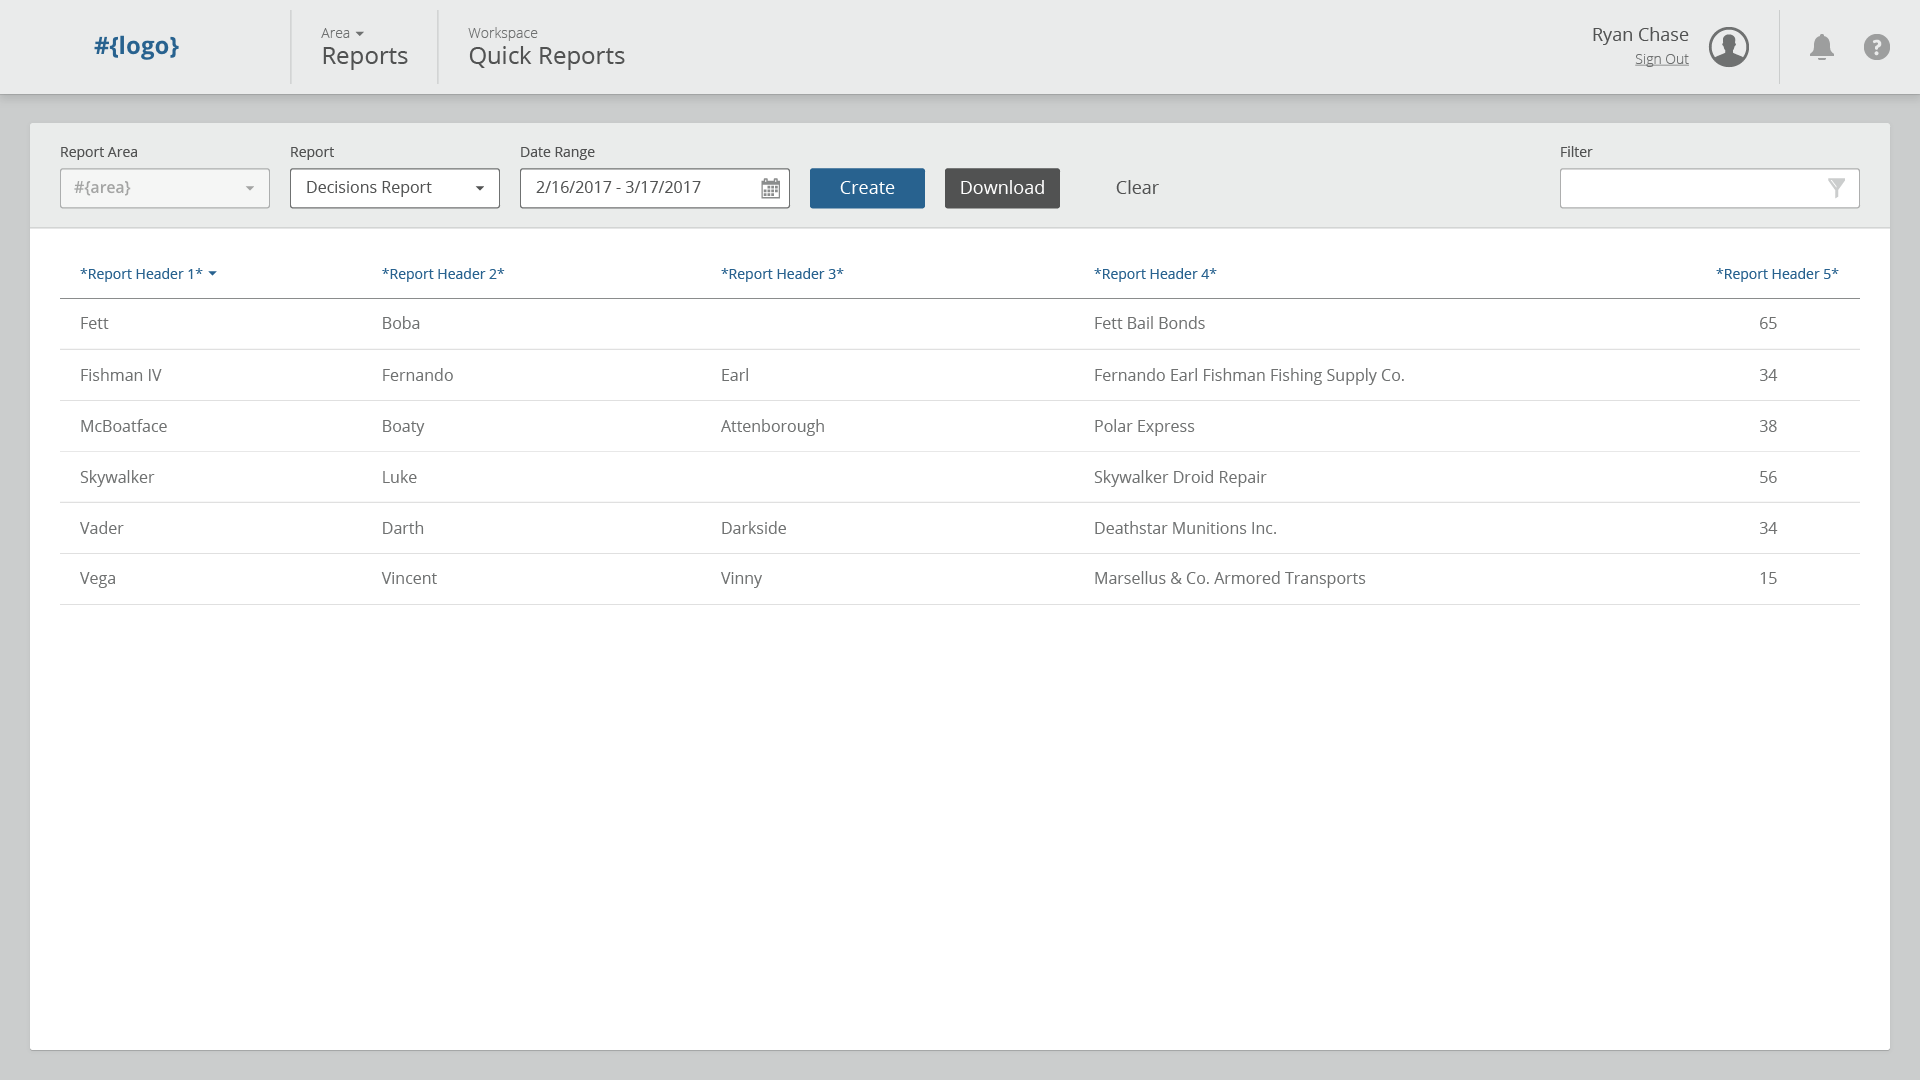 #{logo}
Area
Reports
Workspace
Quick Reports
Ryan Chase
Sign Out
?
Report Area
#{area}
Report
Decisions Report
Date Range
2/16/2017 - 3/17/2017
Create
Download
Clear
Filter
*Report Header 1* *Report Header 2* *Report Header 3* *Report Header 4* *Report Header 5*
Fett Boba Fett Bail Bonds 65
Fishman IV Fernando Earl Fernando Earl Fishman Fishing Supply Co. 34
McBoatface Boaty Attenborough Polar Express 38
Skywalker Luke Skywalker Droid Repair 56
Vader Darth Darkside Deathstar Munitions Inc. 34
Vega Vincent Vinny Marsellus & Co. Armored Transports 15